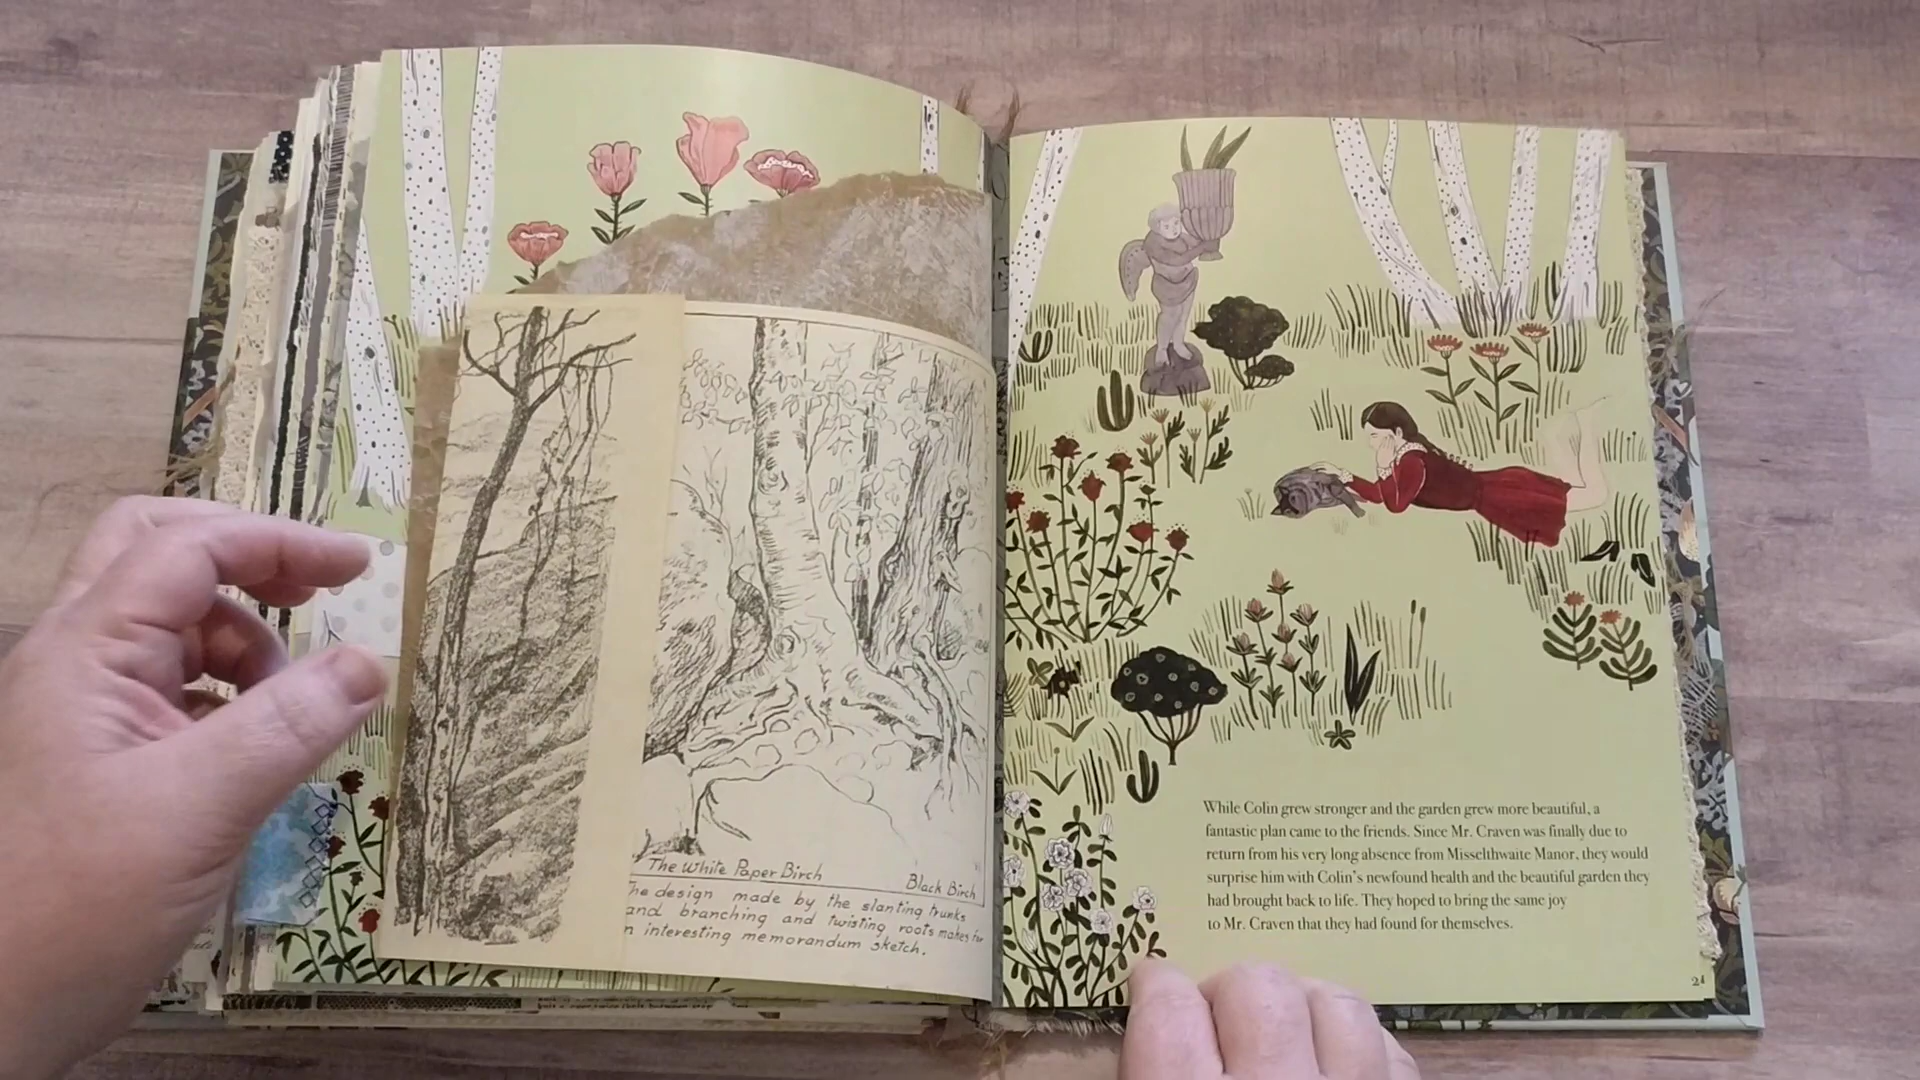 The White Paper Birch
Black Birch
The design made by the slanting trunks
and branching and twisting roots makes for
n interesting memorandum sketch.
While Colin grew stronger and the garden grew more beautiful, a
fantastic plan came to the friends. Since Mr. Craven was finally due to
return from his very long absence from Misselthwaite Manor, they would
surprise him with Colin's newfound health and the beautiful garden they
had brought back to life. They hoped to bring the same joy
to Mr. Craven that they had found for themselves.